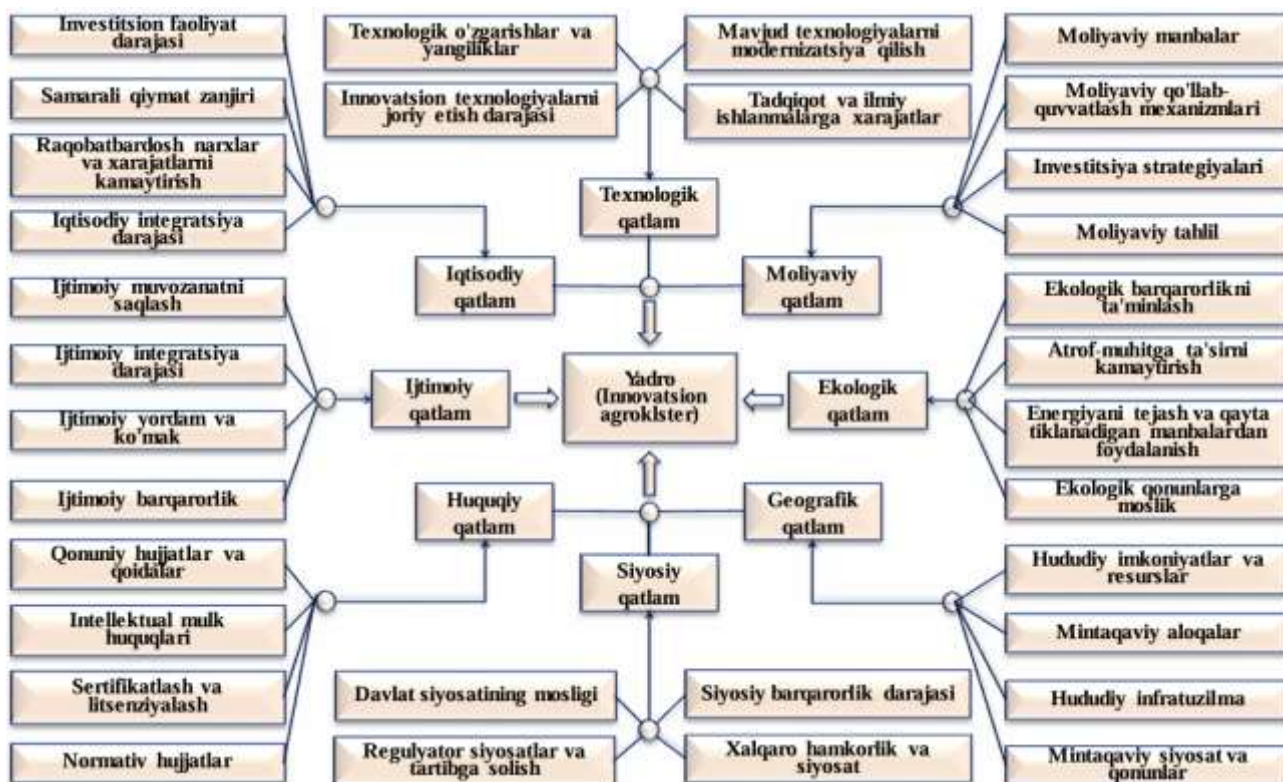 Investitsion faoliyat
darajasi
Samarali qiymat zanjiri
Raqobatbardosh narxlar
va xarajatlarni
kamaytirish
Iqtisodiy integratsiya
darajasi
Texnologik o'zgarishlar va
yangiliklar
Innovatsion texnologiyalarni
joriy etish darajasi
Mavjud texnologiyalarni
modernizatsiya qilish
Tadqiqot va ilmiy
ishlanmalarga xarajatlar
Moliyaviy manbalar
Moliyaviy qo'llab-
quvvatlash mexanizmlari
Investitsiya strategiyalari
Moliyaviy tahlil
Texnologik
qatlam
Iqtisodiy
qatlam
Moliyaviy
qatlam
Ijtimoiy muvozanatni
saqlash
Ijtimoiy integratsiya
darajasi
Ijtimoiy yordam va
ko'mak
Ijtimoiy barqarorlik
Ijtimoiy
qatlam
Yadro
(Innovatsion
agroklster)
Ekologik
qatlam
Ekologik barqarorlikni
ta'minlash
Atrof-muhitga ta'sirni
kamaytirish
Energiyani tejash va qayta
tiklanadigan manbalardan
foydalanish
Ekologik qonunlarga
moslik
Huquqiy
qatlam
Geografik
qatlam
Siyosiy
qatlam
Qonuniy hujjatlar va
qoidalar
Intellektual mulk
huquqlari
Sertifikatlash va
litsenziyalash
Normativ hujjatlar
Davlat siyosatining mosligi
Regulyator siyosatlar va
tartibga solish
Siyosiy barqarorlik darajasi
Xalqaro hamkorlik va
siyosat
Hududiy imkoniyatlar va
resurslar
Mintaqaviy aloqalar
Hududiy infratuzilma
Mintaqaviy siyosat va
qonunlar